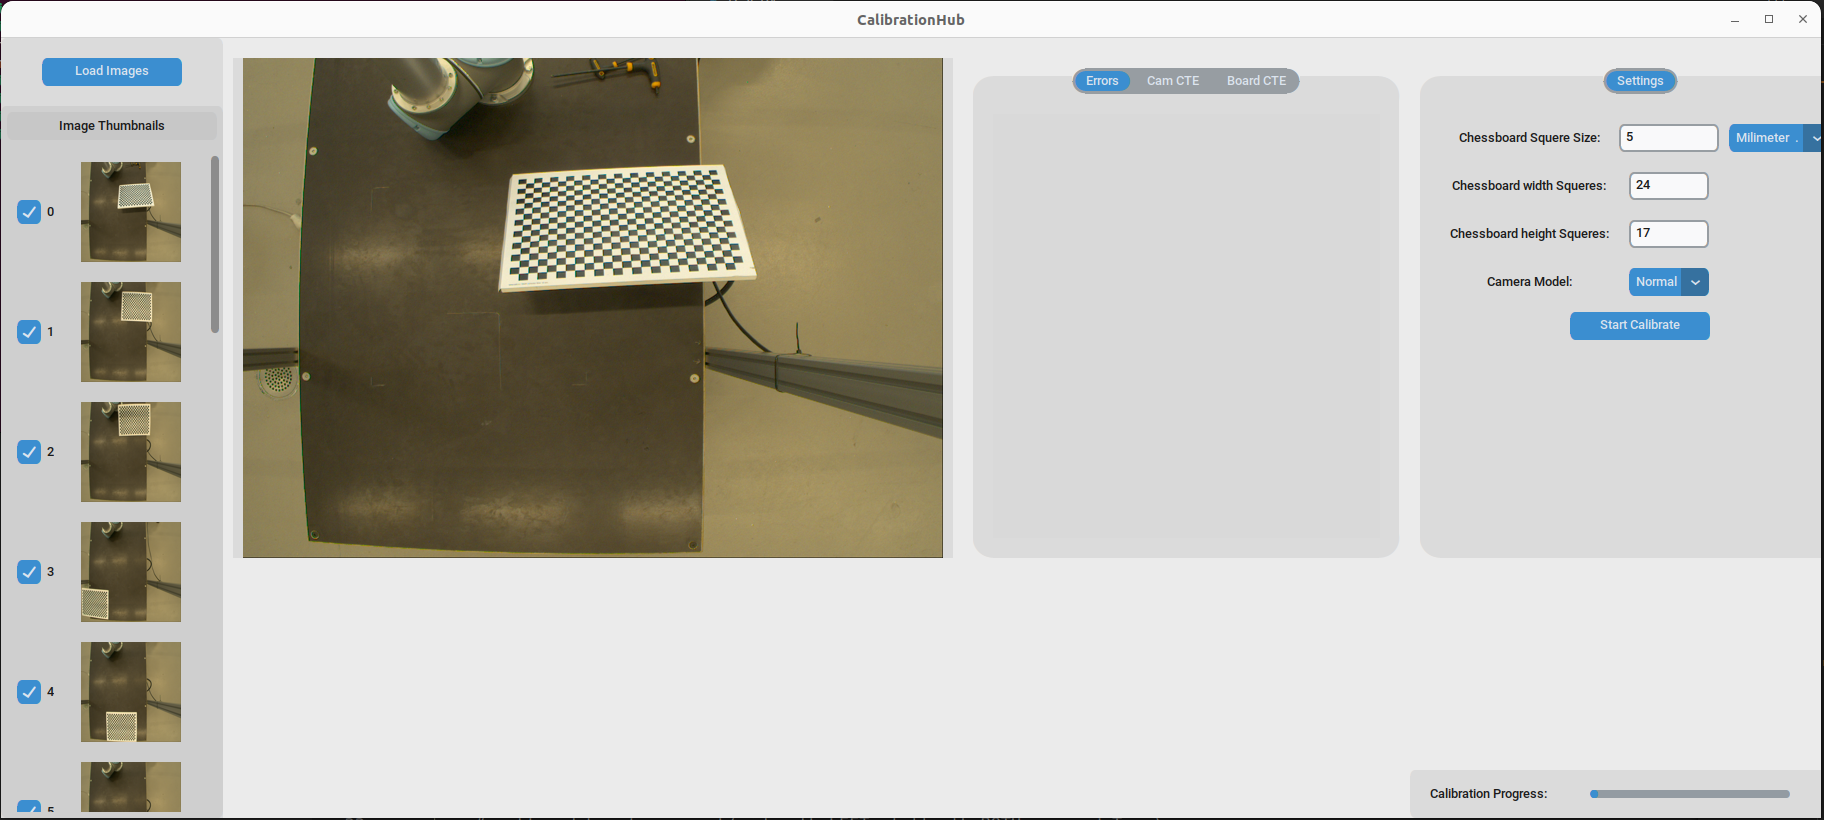 CalibrationHub
Load Images
Image Thumbnails
0
1
2
3
4
5
Errors Cam CTE Board CTE
Settings
Chessboard Squere Size: 5 Milimeter .
Chessboard width Squeres: 24
Chessboard height Squeres: 17
Camera Model: Normal
Start Calibrate
Calibration Progress: